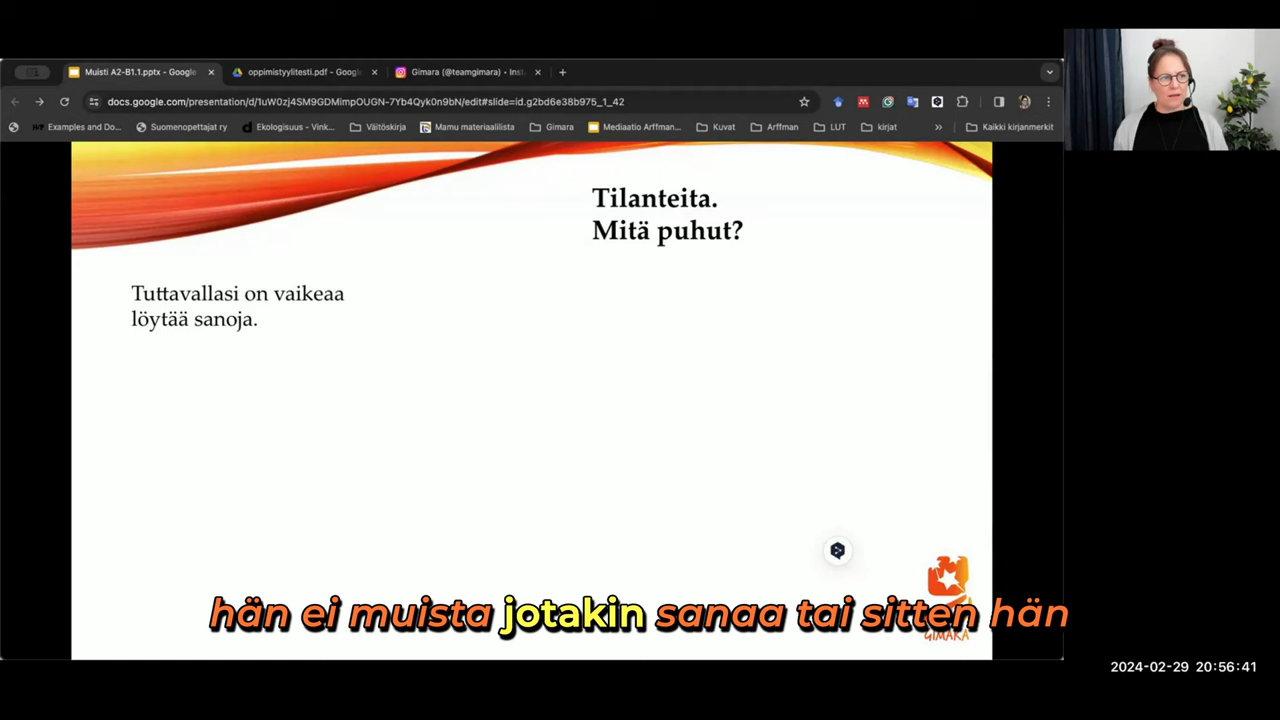 Muisti A2-B1.1.pptx - Google
oppimistyylitesti.pdf - Goog
Gimara (@teamgimara) • Inst
docs.google.com/presentation/d/1uW0zj4SM9GDMimpOUGN-7Yb4Qyk0n9bN/edit#slide=id.g2bd6e38b975_1_42
Examples and Do...
Suomenopettajat ry
Ekologisuus - Vink...
Väitöskirja
Mamu materiaalilista
Gimara
Mediaatio Arffman...
Kuvat
Arffman
LUT
kirjat
»
Kaikki kirjanmerkit
Tilanteita.
Mitä puhut?
Tuttavallasi on vaikeaa
löytää sanoja.
hän ei muista jotakin sanaa tai sitten hän
GIMARA
2024-02-29 20:56:41